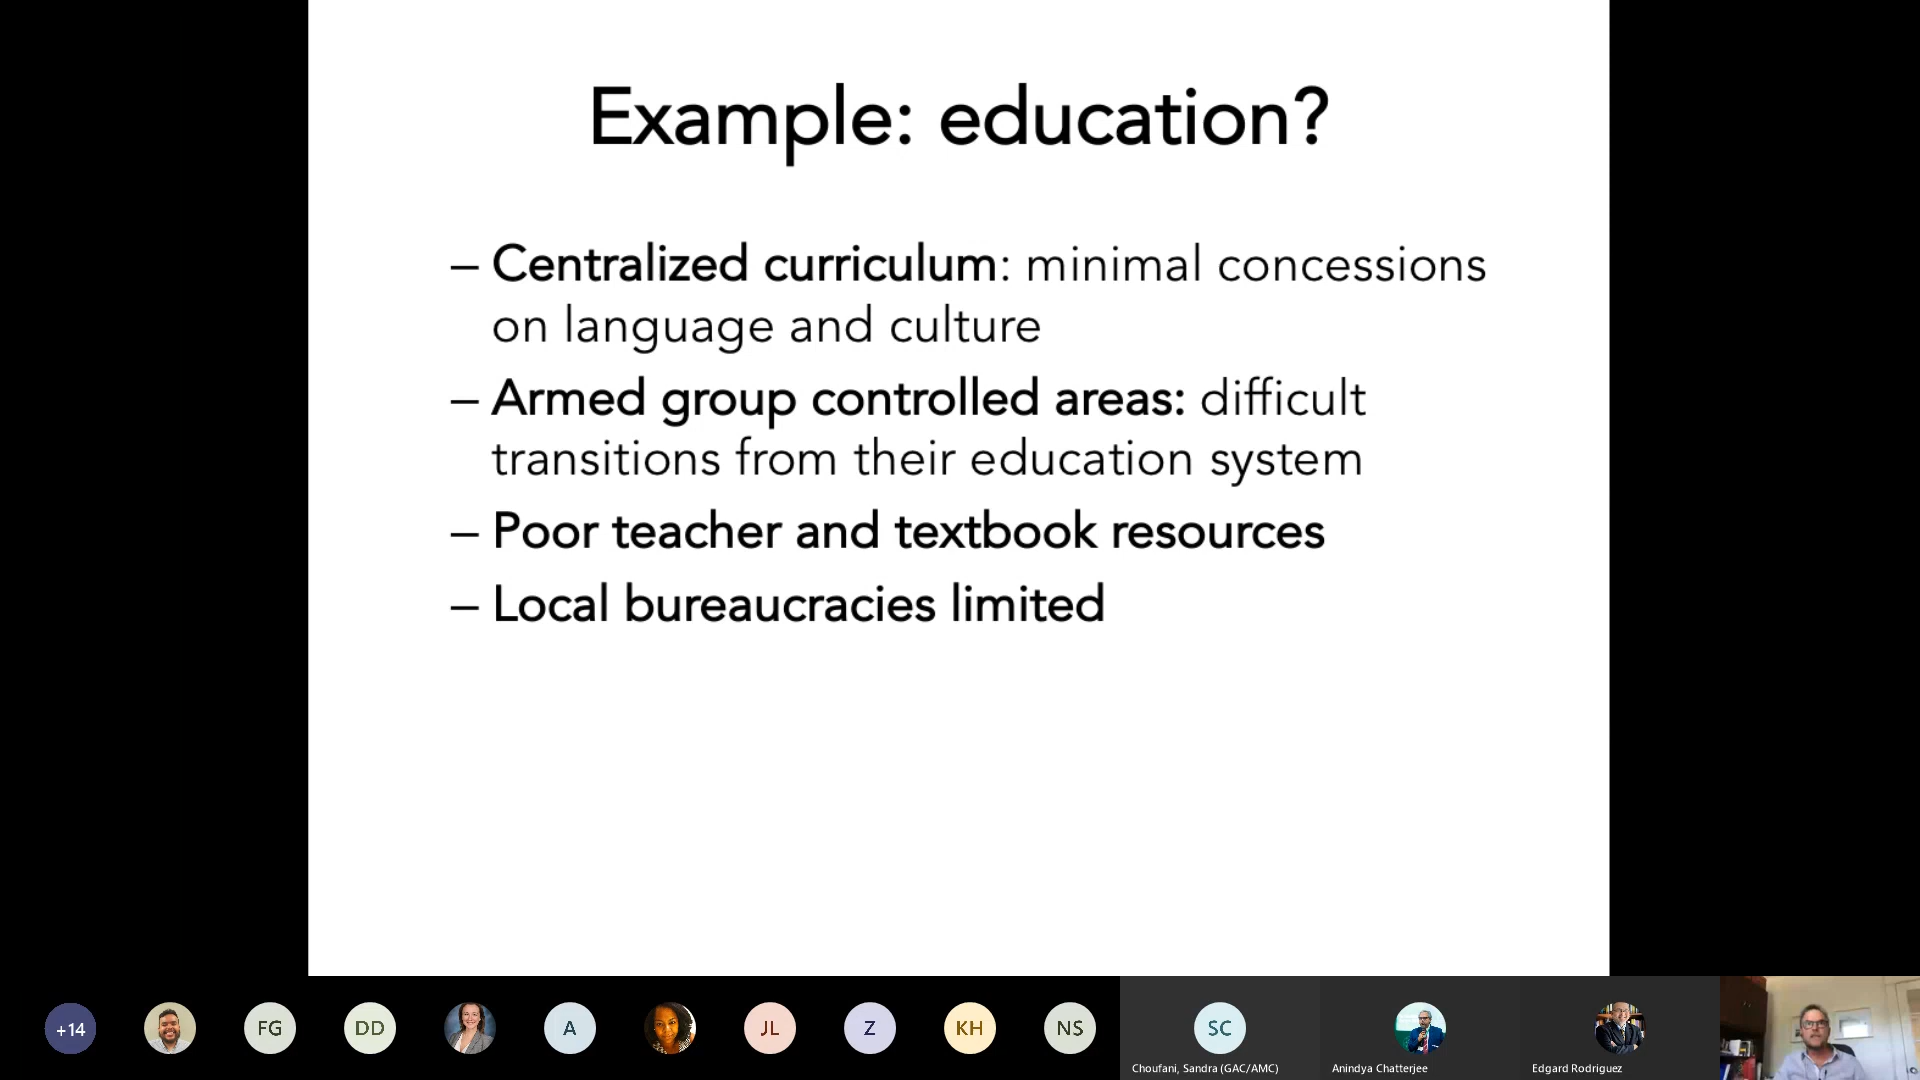 Example: education?
– Centralized curriculum: minimal concessions
on language and culture
– Armed group controlled areas: difficult
transitions from their education system
– Poor teacher and textbook resources
– Local bureaucracies limited
+14
FG
DD
A
JL
Z
KH
NS
SC
Choufani, Sandra (GAC/AMC)
Anindya Chatterjee
Edgard Rodriguez